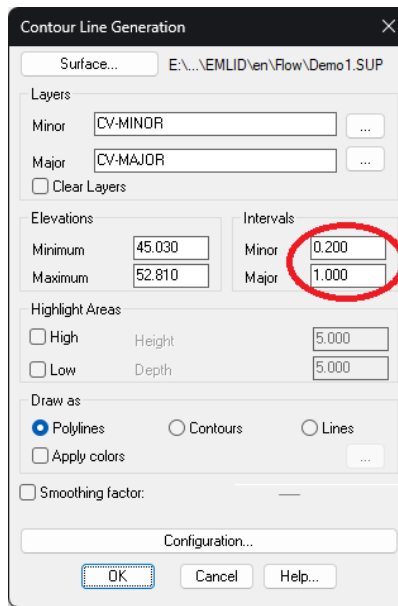 Contour Line Generation
Surface... E:\...\EMLID\en\Flow\Demo1.SUP
Layers
Minor CV-MINOR ...
Major CV-MAJOR ...
Clear Layers
Elevations Intervals
Minimum 45.030 Minor 0.200
Maximum 52.810 Major 1.000
Highlight Areas
High Height 5.000
Low Depth 5.000
Draw as
Polylines Contours Lines
Apply colors ...
Smoothing factor:
Configuration...
OK Cancel Help...